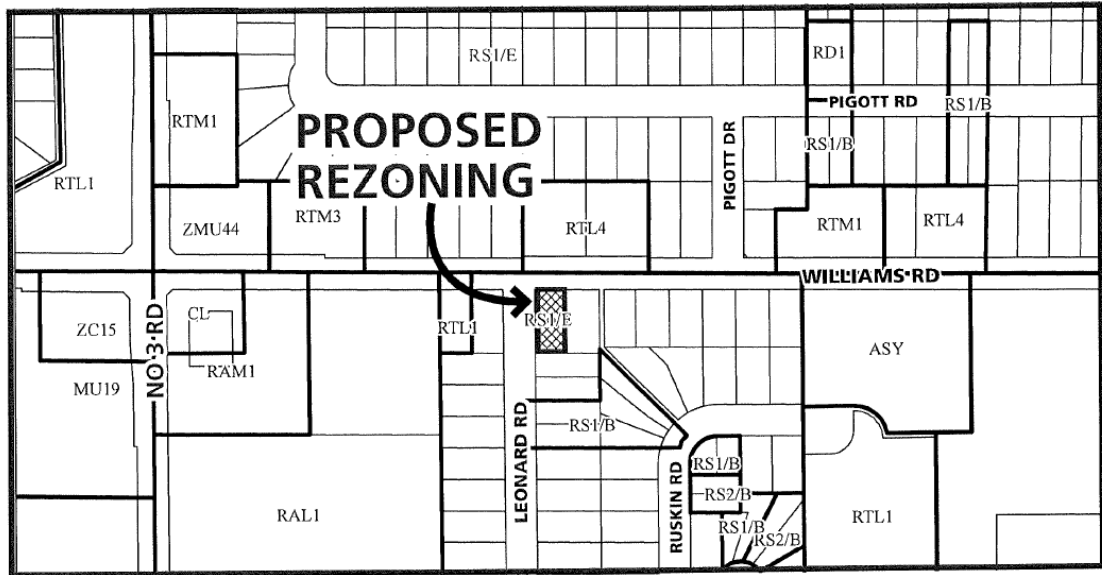 RS1/E
RD1
PIGOTT RD
RS1/B
RTM1
PROPOSED
REZONING
RS1/B
PIGOTT DR
RTL1
ZMU44
RTM3
RTL4
RTM1
RTL4
WILLIAMS RD
NO 3 RD
ZC15
CL
RTL1
RS1/E
ASY
MU19
RAM1
LEONARD RD
RS1/B
RUSKIN RD
RS1/B
RS2/B
RAL1
RS1/B
RS2/B
RTL1